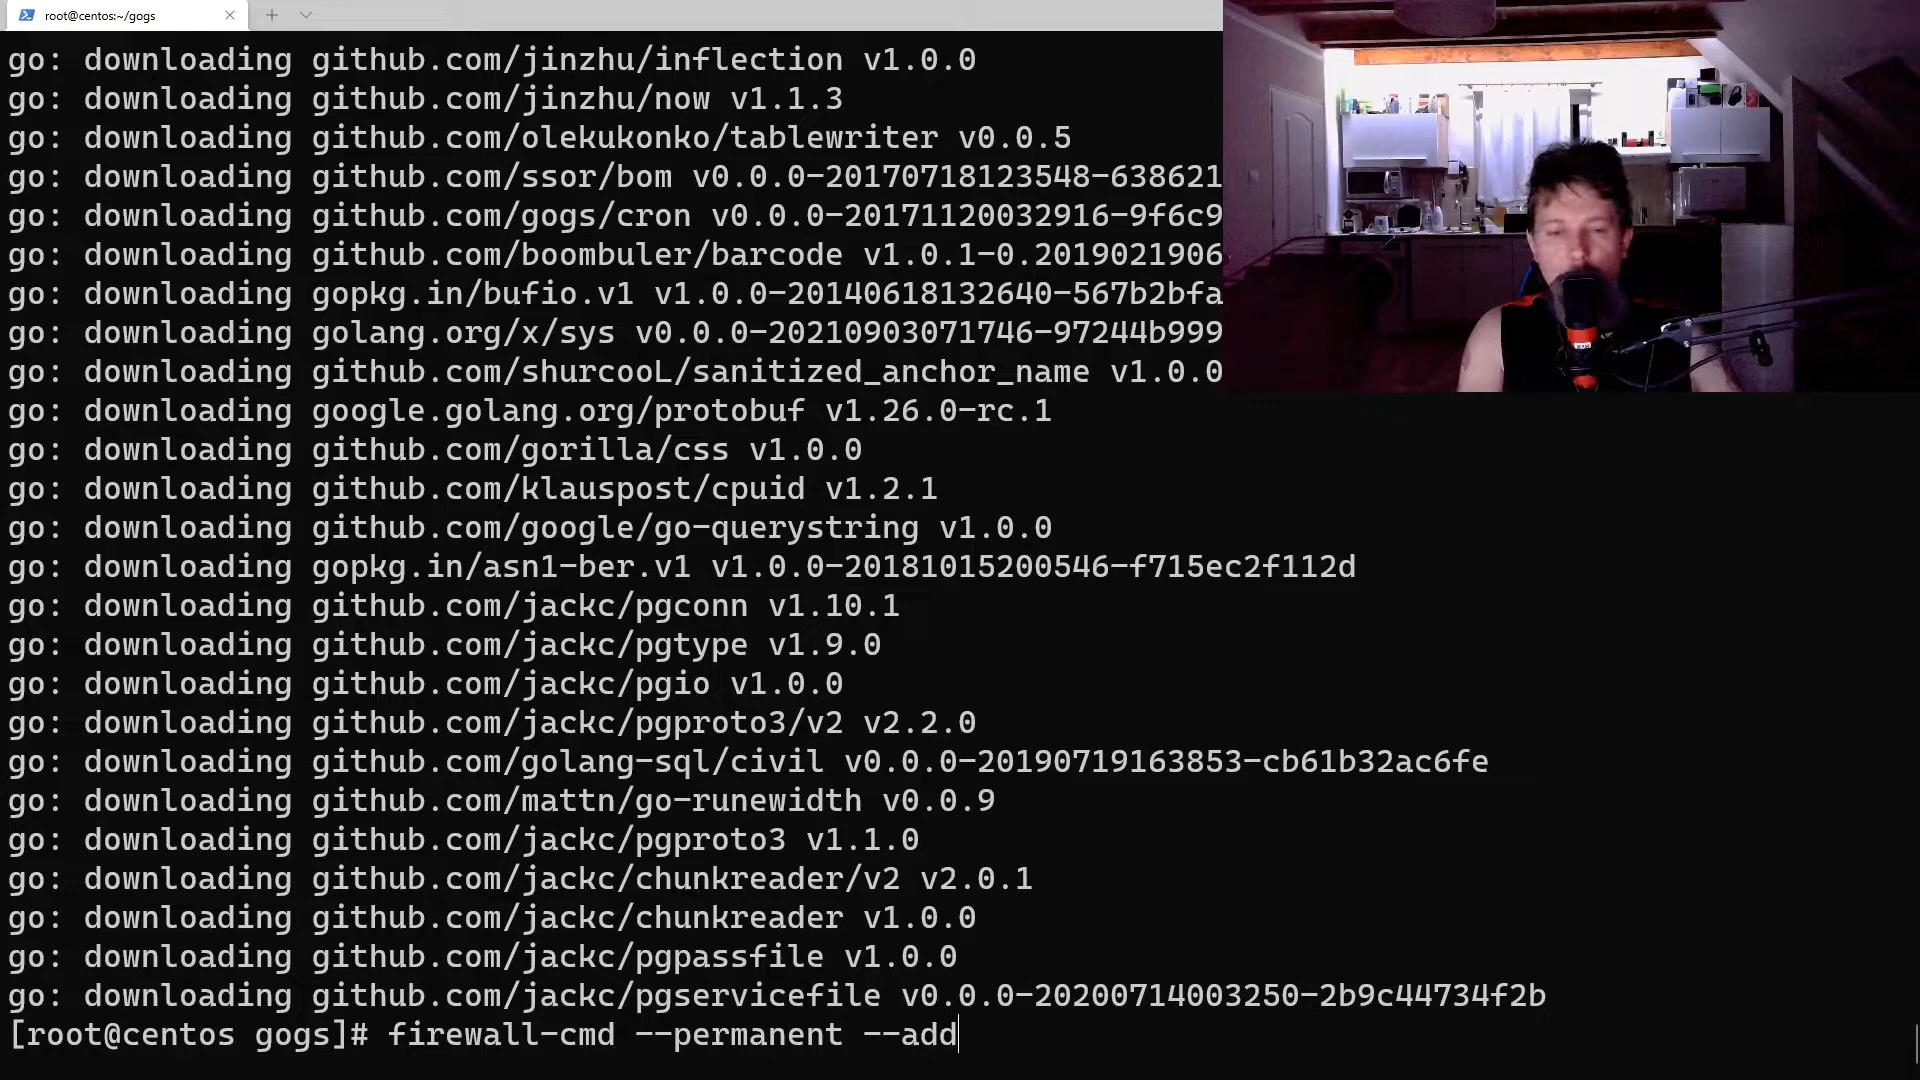 root@centos:~/gogs
go: downloading github.com/jinzhu/inflection v1.0.0
go: downloading github.com/jinzhu/now v1.1.3
go: downloading github.com/olekukonko/tablewriter v0.0.5
go: downloading github.com/ssor/bom v0.0.0-20170718123548-638621
go: downloading github.com/gogs/cron v0.0.0-20171120032916-9f6c9
go: downloading github.com/boombuler/barcode v1.0.1-0.2019021906
go: downloading gopkg.in/bufio.v1 v1.0.0-20140618132640-567b2bfa
go: downloading golang.org/x/sys v0.0.0-20210903071746-97244b999
go: downloading github.com/shurcooL/sanitized_anchor_name v1.0.0
go: downloading google.golang.org/protobuf v1.26.0-rc.1
go: downloading github.com/gorilla/css v1.0.0
go: downloading github.com/klauspost/cpuid v1.2.1
go: downloading github.com/google/go-querystring v1.0.0
go: downloading gopkg.in/asn1-ber.v1 v1.0.0-20181015200546-f715ec2f112d
go: downloading github.com/jackc/pgconn v1.10.1
go: downloading github.com/jackc/pgtype v1.9.0
go: downloading github.com/jackc/pgio v1.0.0
go: downloading github.com/jackc/pgproto3/v2 v2.2.0
go: downloading github.com/golang-sql/civil v0.0.0-20190719163853-cb61b32ac6fe
go: downloading github.com/mattn/go-runewidth v0.0.9
go: downloading github.com/jackc/pgproto3 v1.1.0
go: downloading github.com/jackc/chunkreader/v2 v2.0.1
go: downloading github.com/jackc/chunkreader v1.0.0
go: downloading github.com/jackc/pgpassfile v1.0.0
go: downloading github.com/jackc/pgservicefile v0.0.0-20200714003250-2b9c44734f2b
[root@centos gogs]# firewall-cmd --permanent --add